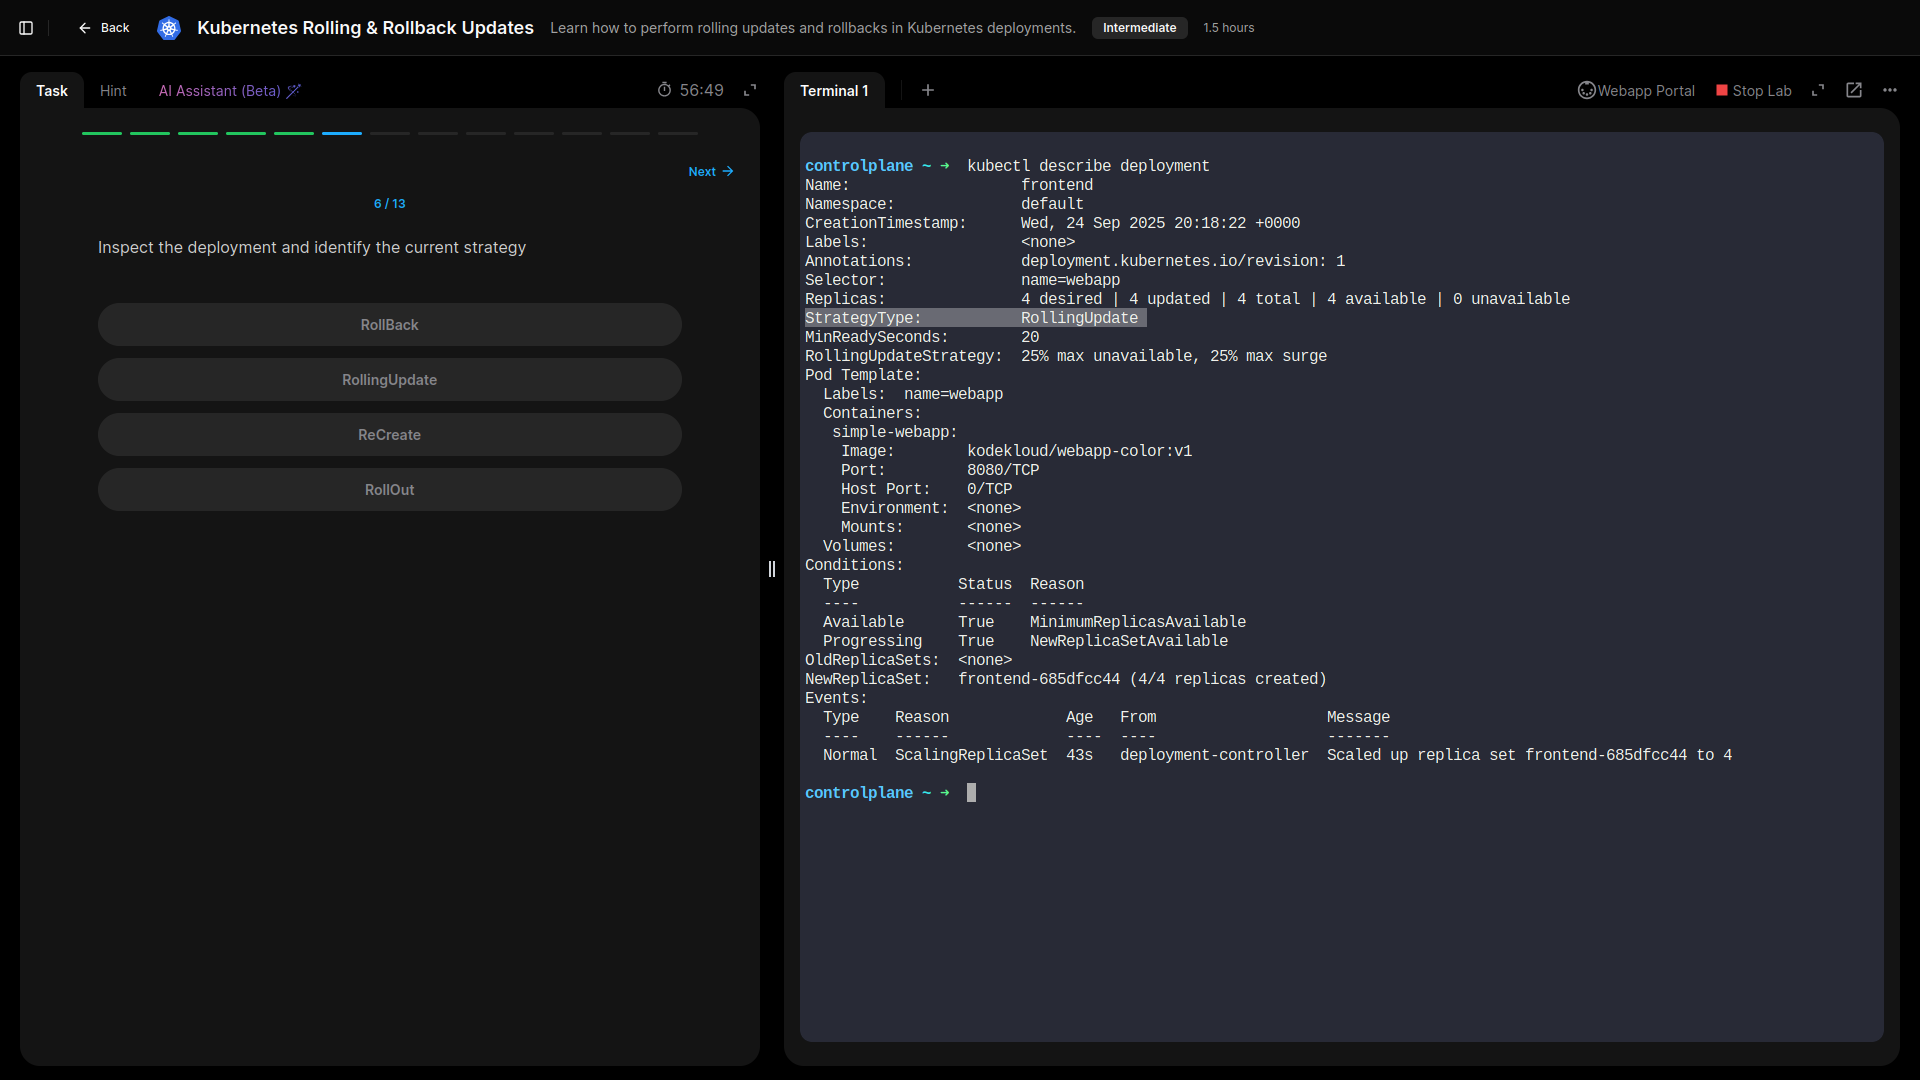 Back
Kubernetes Rolling & Rollback Updates
Learn how to perform rolling updates and rollbacks in Kubernetes deployments.
Intermediate
1.5 hours
Task
Hint
AI Assistant (Beta)
56:49
Next
6 / 13
Inspect the deployment and identify the current strategy
RollBack
RollingUpdate
ReCreate
RollOut
Terminal 1
Webapp Portal
Stop Lab
controlplane ~ ➜  kubectl describe deployment
Name:                   frontend
Namespace:              default
CreationTimestamp:      Wed, 24 Sep 2025 20:18:22 +0000
Labels:                 <none>
Annotations:            deployment.kubernetes.io/revision: 1
Selector:               name=webapp
Replicas:               4 desired | 4 updated | 4 total | 4 available | 0 unavailable
StrategyType:           RollingUpdate
MinReadySeconds:        20
RollingUpdateStrategy:  25% max unavailable, 25% max surge
Pod Template:
  Labels:  name=webapp
  Containers:
   simple-webapp:
    Image:        kodekloud/webapp-color:v1
    Port:         8080/TCP
    Host Port:    0/TCP
    Environment:  <none>
    Mounts:       <none>
  Volumes:        <none>
Conditions:
  Type           Status  Reason
  ----           ------  ------
  Available      True    MinimumReplicasAvailable
  Progressing    True    NewReplicaSetAvailable
OldReplicaSets:  <none>
NewReplicaSet:   frontend-685dfcc44 (4/4 replicas created)
Events:
  Type    Reason             Age   From                   Message
  ----    ------             ----  ----                   -------
  Normal  ScalingReplicaSet  43s   deployment-controller  Scaled up replica set frontend-685dfcc44 to 4
controlplane ~ ➜